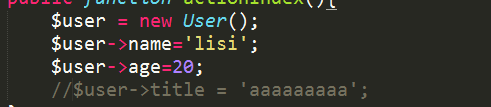 public function actionIndex(){
$user = new User();
$user->name='lisi';
$user->age=20;
//$user->title = 'aaaaaaaaa';